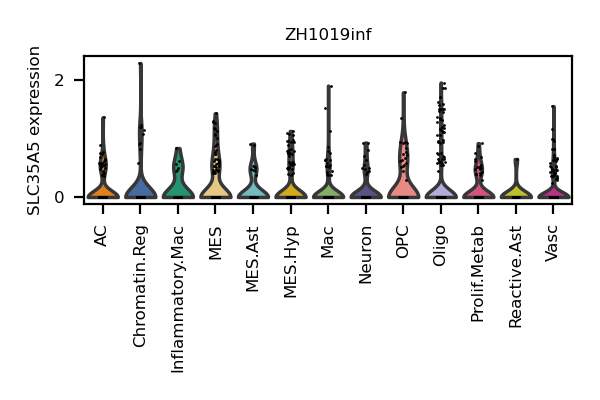 ZH1019inf
SLC35A5 expression
2
0
AC
Chromatin.Reg
Inflammatory.Mac
MES
MES.Ast
MES.Hyp
Mac
Neuron
OPC
Oligo
Prolif.Metab
Reactive.Ast
Vasc